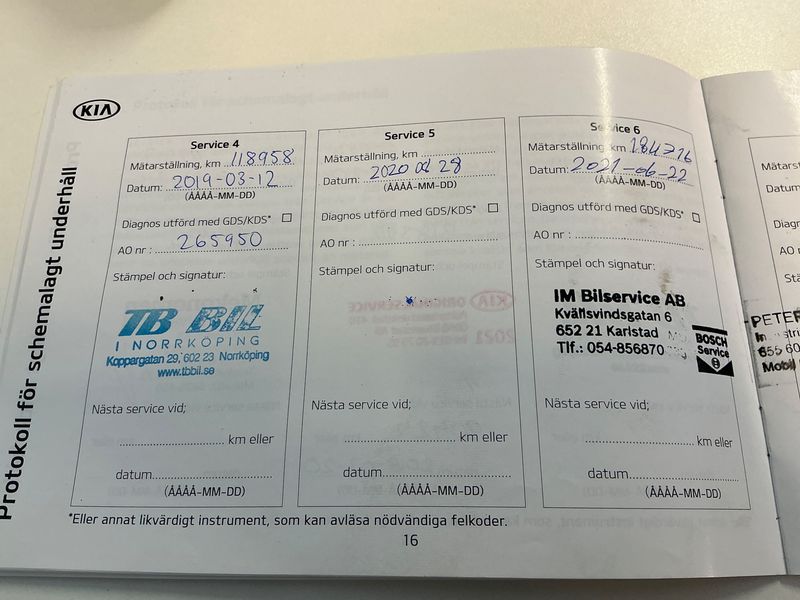 KIA
Protokoll för schemalagt underhåll
Service 4
Mätarställning, km 118958
Datum: 2019-03-12
(ÅÅÅÅ-MM-DD)
Diagnos utförd med GDS/KDS*
AO nr : 265950
Stämpel och signatur:
TB BIL
I NORRKÖPING
Koppargatan 29, 602 23 Norrköping
www.tbbil.se
Nästa service vid;
km eller
datum
(ÅÅÅÅ-MM-DD)
Service 5
Mätarställning, km
Datum: 2020 28
(ÅÅÅÅ-MM-DD)
Diagnos utförd med GDS/KDS*
AO nr :
Stämpel och signatur:
Nästa service vid;
km eller
datum
(ÅÅÅÅ-MM-DD)
Service 6
Mätarställning, km 184716
Datum: 2021-06-22
(ÅÅÅÅ-MM-DD)
Diagnos utförd med GDS/KDS*
AO nr :
Stämpel och signatur:
IM Bilservice AB
Kvällsvindsgatan 6
652 21 Karlstad
Tlf.: 054-856870
BOSCH
Service
Nästa service vid;
km eller
datum
(ÅÅÅÅ-MM-DD)
*Eller annat likvärdigt instrument, som kan avläsa nödvändiga felkoder.
16
Datum
AO
PETER
Mobil